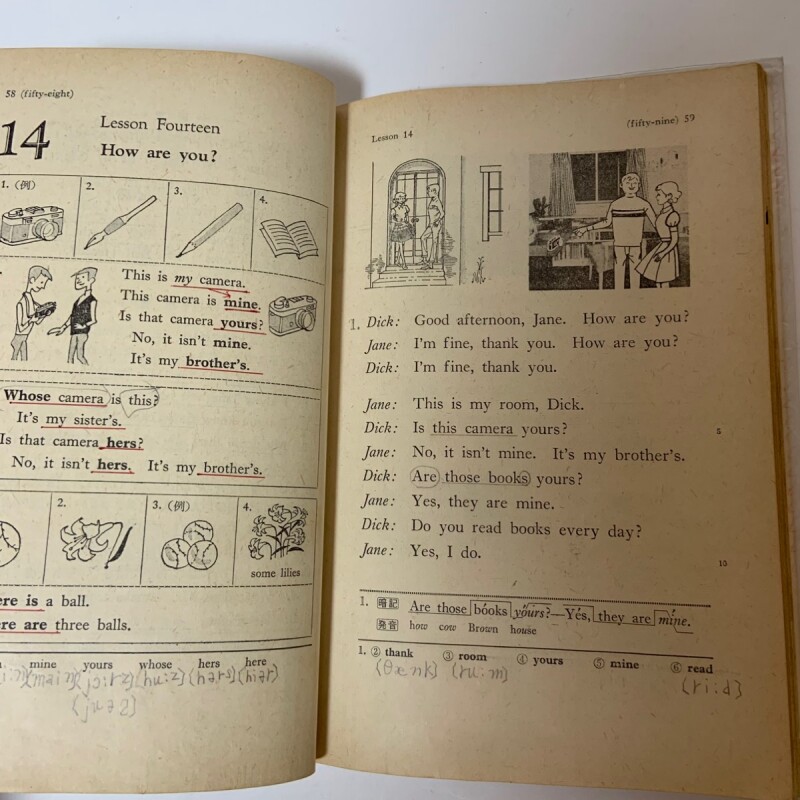 58 (fifty-eight)
14
Lesson Fourteen
How are you?
1. (例)
2.
3.
4.
This is my camera.
This camera is mine.
Is that camera yours?
No, it isn't mine.
It's my brother's.
Whose camera is this?
It's my sister's.
Is that camera hers?
No, it isn't hers. It's my brother's.
2.
3. (例)
4.
some lilies
ere is a ball.
ere are three balls.
mine yours whose hers here
Lesson 14
(fifty-nine) 59
1. Dick: Good afternoon, Jane. How are you?
Jane: I'm fine, thank you. How are you?
Dick: I'm fine, thank you.
Jane: This is my room, Dick.
Dick: Is this camera yours?
5
Jane: No, it isn't mine. It's my brother's.
Dick: Are those books yours?
Jane: Yes, they are mine.
Dick: Do you read books every day?
Jane: Yes, I do.
10
1. 暗記 Are those bóoks yóurs?—Yés, they are míne.
発音 how cow Brown house
1. ② thank ③ room ④ yours ⑤ mine ⑥ read
(θænk) (ru:m)
(ri:d)